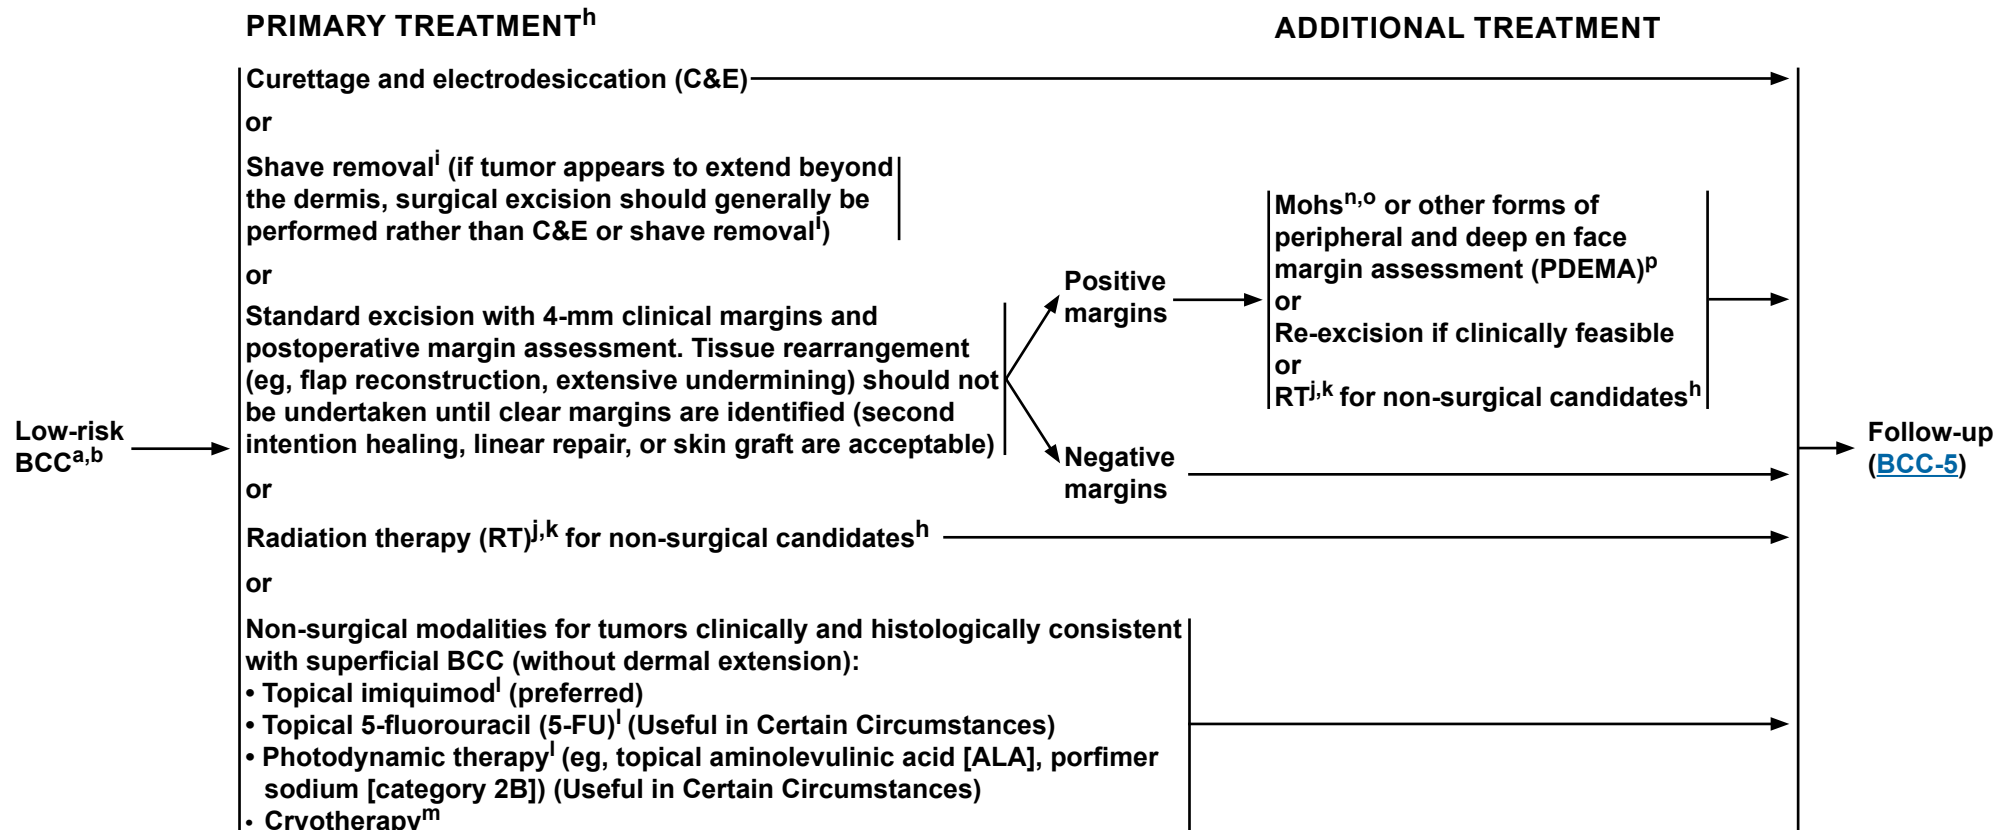 PRIMARY TREATMENTh
ADDITIONAL TREATMENT
Curettage and electrodesiccation (C&E)
or
Shave removali (if tumor appears to extend beyond
the dermis, surgical excision should generally be
performed rather than C&E or shave removali)
or
Standard excision with 4-mm clinical margins and
postoperative margin assessment. Tissue rearrangement
(eg, flap reconstruction, extensive undermining) should not
be undertaken until clear margins are identified (second
intention healing, linear repair, or skin graft are acceptable)
or
Radiation therapy (RT)j,k for non-surgical candidatesh
or
Non-surgical modalities for tumors clinically and histologically consistent
with superficial BCC (without dermal extension):
• Topical imiquimodl (preferred)
• Topical 5-fluorouracil (5-FU)l (Useful in Certain Circumstances)
• Photodynamic therapyl (eg, topical aminolevulinic acid [ALA], porfimer
sodium [category 2B]) (Useful in Certain Circumstances)
• Cryotherapym
Low-risk
BCCa,b
Positive
margins
Negative
margins
Mohsn,o or other forms of
peripheral and deep en face
margin assessment (PDEMA)p
or
Re-excision if clinically feasible
or
RTj,k for non-surgical candidatesh
Follow-up
(BCC-5)